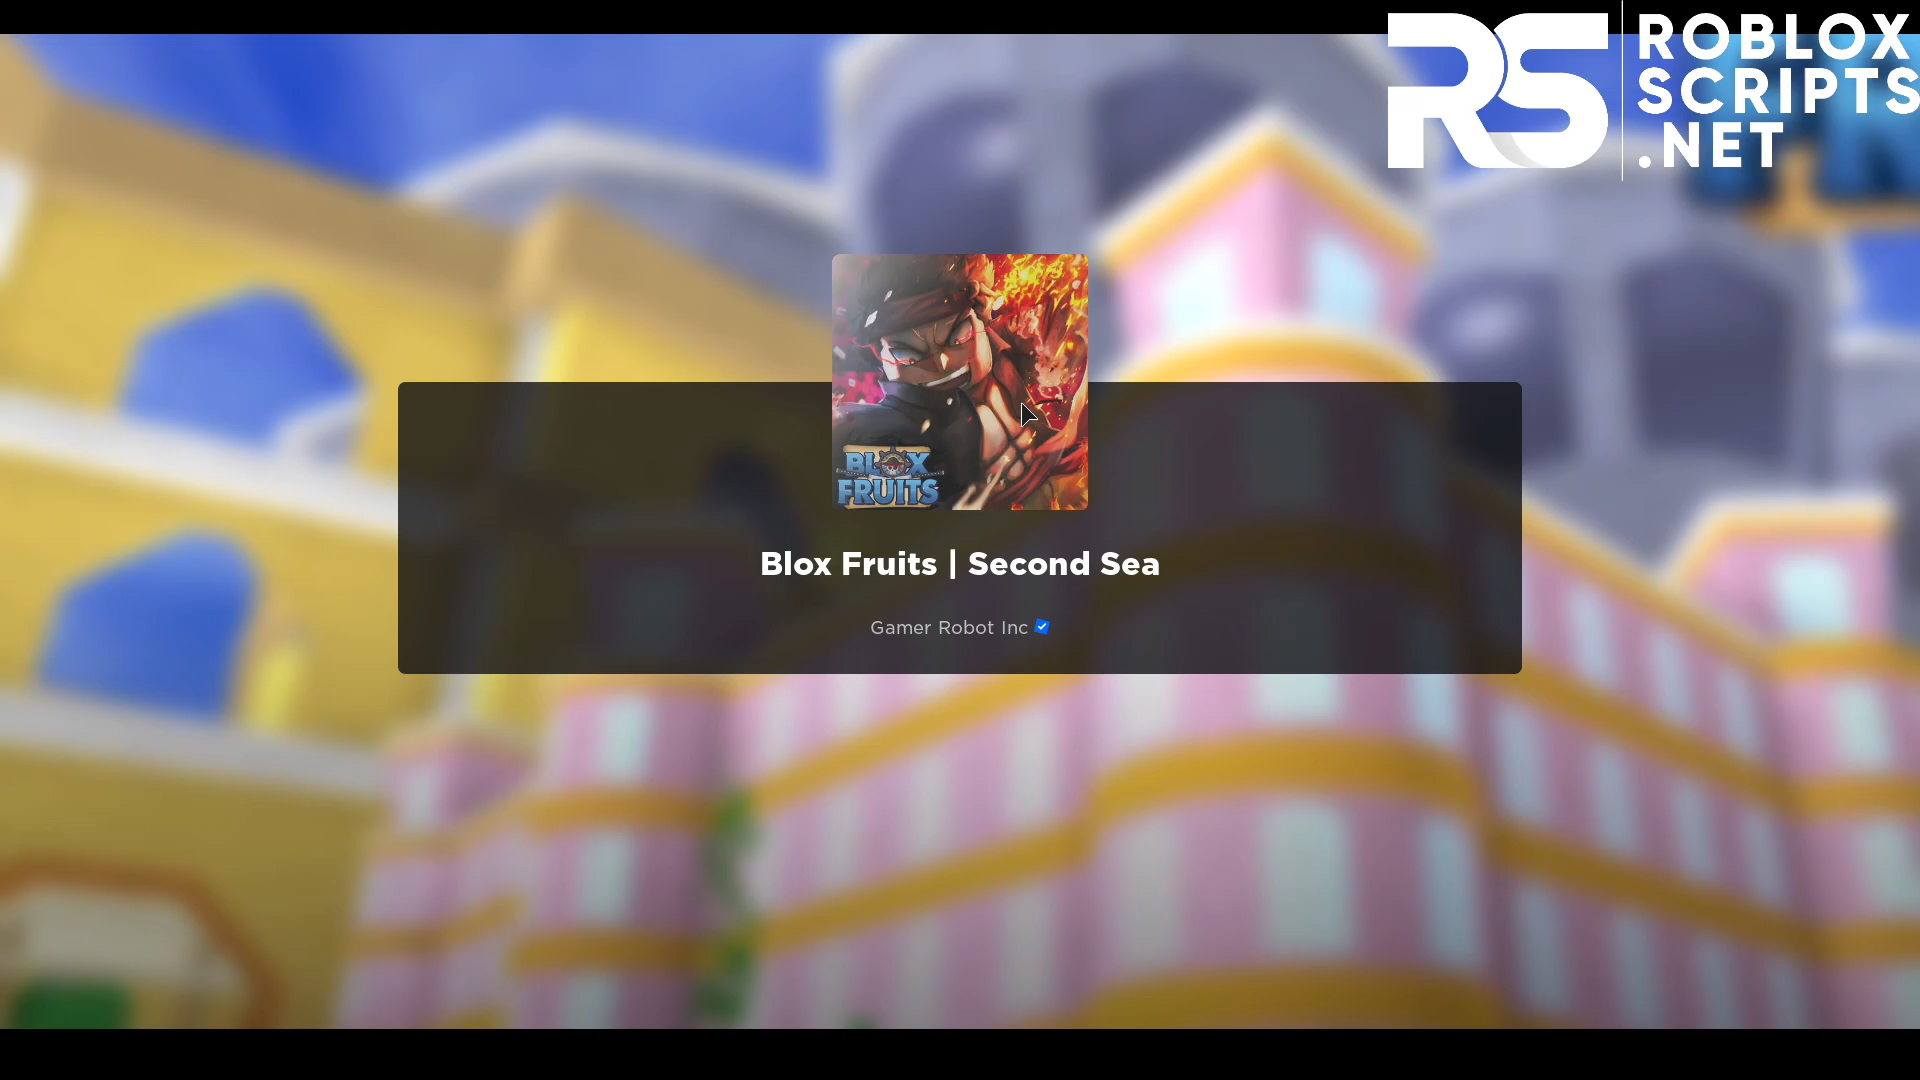 RS ROBLOX
SCRIPTS
.NET
BLOX
FRUITS
Blox Fruits | Second Sea
Gamer Robot Inc